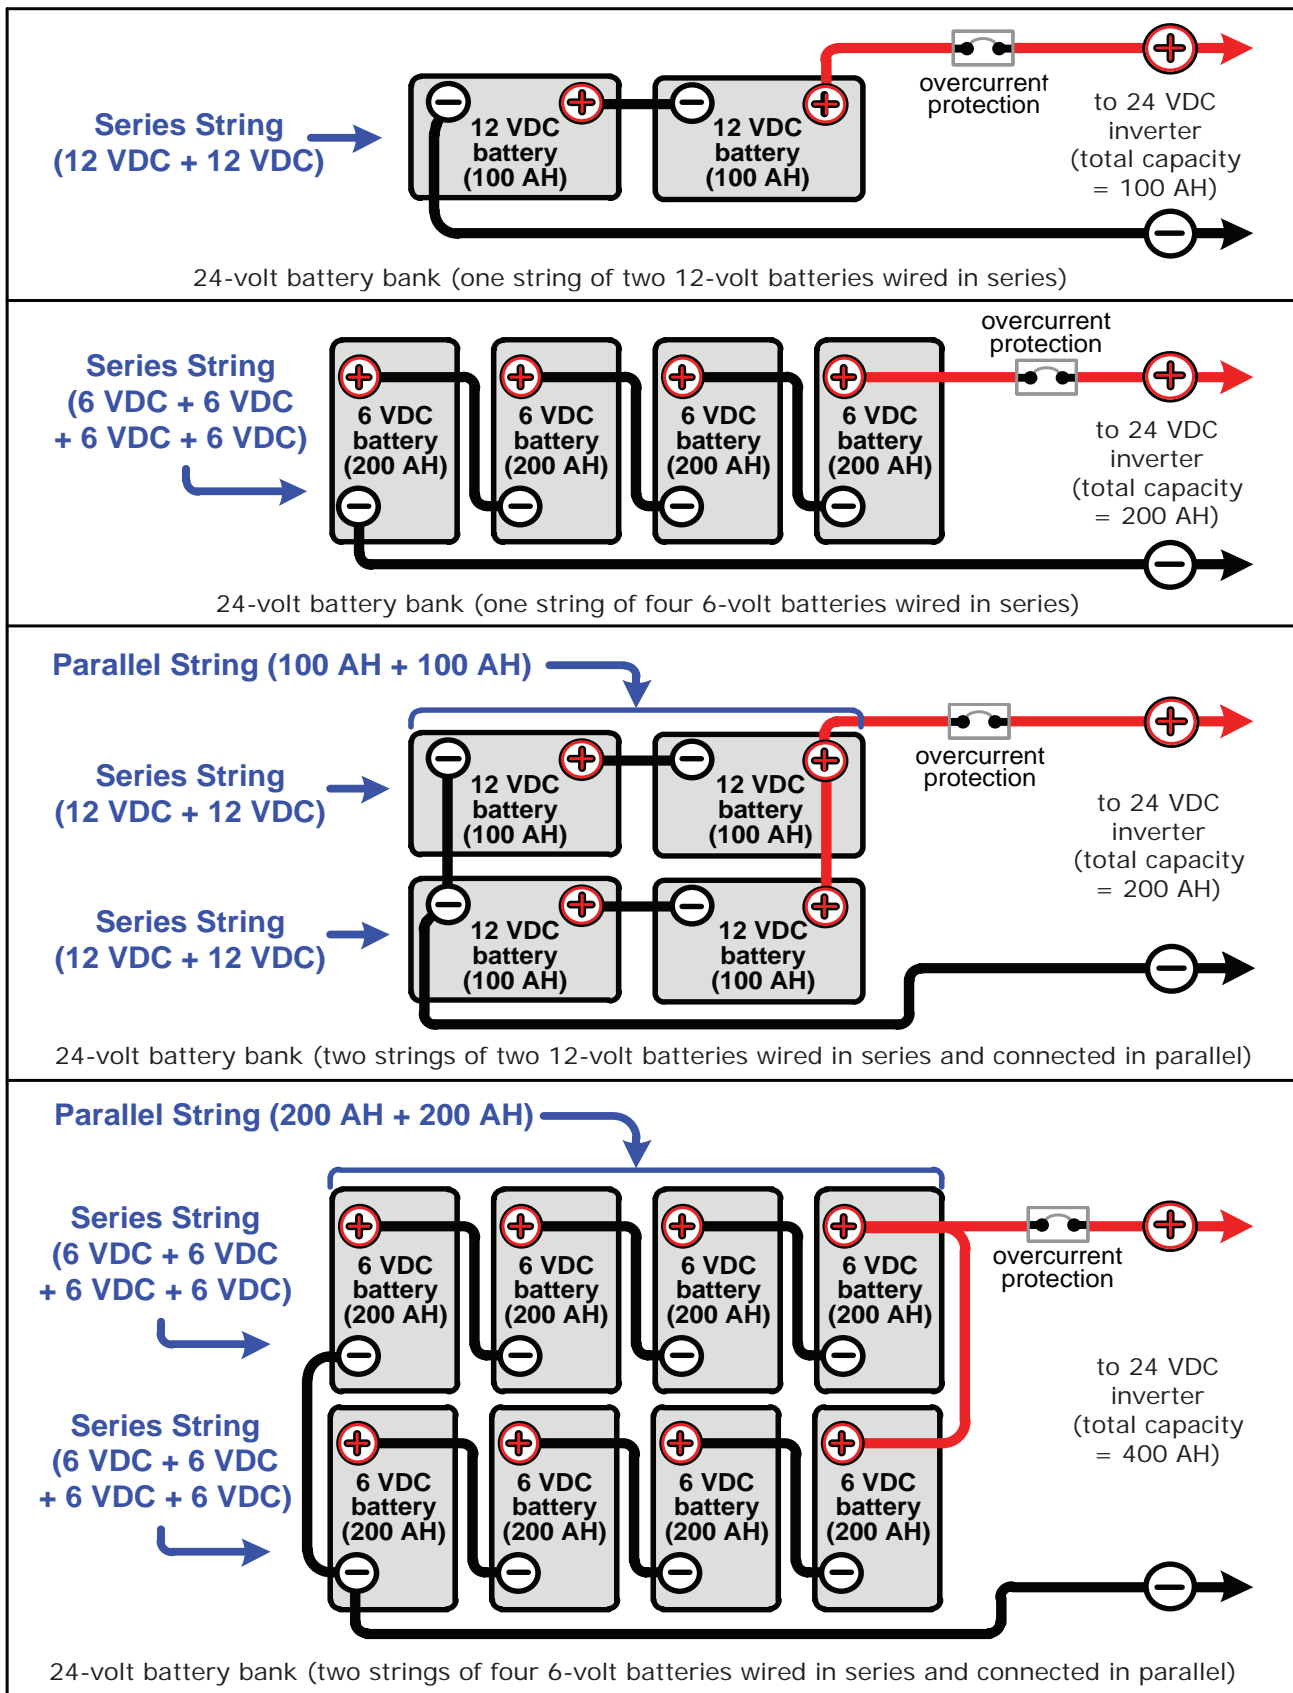 Series String
(12 VDC + 12 VDC)
12 VDC
battery
(100 AH)
12 VDC
battery
(100 AH)
overcurrent
protection
to 24 VDC
inverter
(total capacity
= 100 AH)
24-volt battery bank (one string of two 12-volt batteries wired in series)
Series String
(6 VDC + 6 VDC
+ 6 VDC + 6 VDC)
6 VDC
battery
(200 AH)
6 VDC
battery
(200 AH)
6 VDC
battery
(200 AH)
6 VDC
battery
(200 AH)
overcurrent
protection
to 24 VDC
inverter
(total capacity
= 200 AH)
24-volt battery bank (one string of four 6-volt batteries wired in series)
Parallel String (100 AH + 100 AH)
Series String
(12 VDC + 12 VDC)
12 VDC
battery
(100 AH)
12 VDC
battery
(100 AH)
overcurrent
protection
to 24 VDC
inverter
(total capacity
= 200 AH)
Series String
(12 VDC + 12 VDC)
12 VDC
battery
(100 AH)
12 VDC
battery
(100 AH)
24-volt battery bank (two strings of two 12-volt batteries wired in series and connected in parallel)
Parallel String (200 AH + 200 AH)
Series String
(6 VDC + 6 VDC
+ 6 VDC + 6 VDC)
6 VDC
battery
(200 AH)
6 VDC
battery
(200 AH)
6 VDC
battery
(200 AH)
6 VDC
battery
(200 AH)
overcurrent
protection
to 24 VDC
inverter
(total capacity
= 400 AH)
Series String
(6 VDC + 6 VDC
+ 6 VDC + 6 VDC)
6 VDC
battery
(200 AH)
6 VDC
battery
(200 AH)
6 VDC
battery
(200 AH)
6 VDC
battery
(200 AH)
24-volt battery bank (two strings of four 6-volt batteries wired in series and connected in parallel)